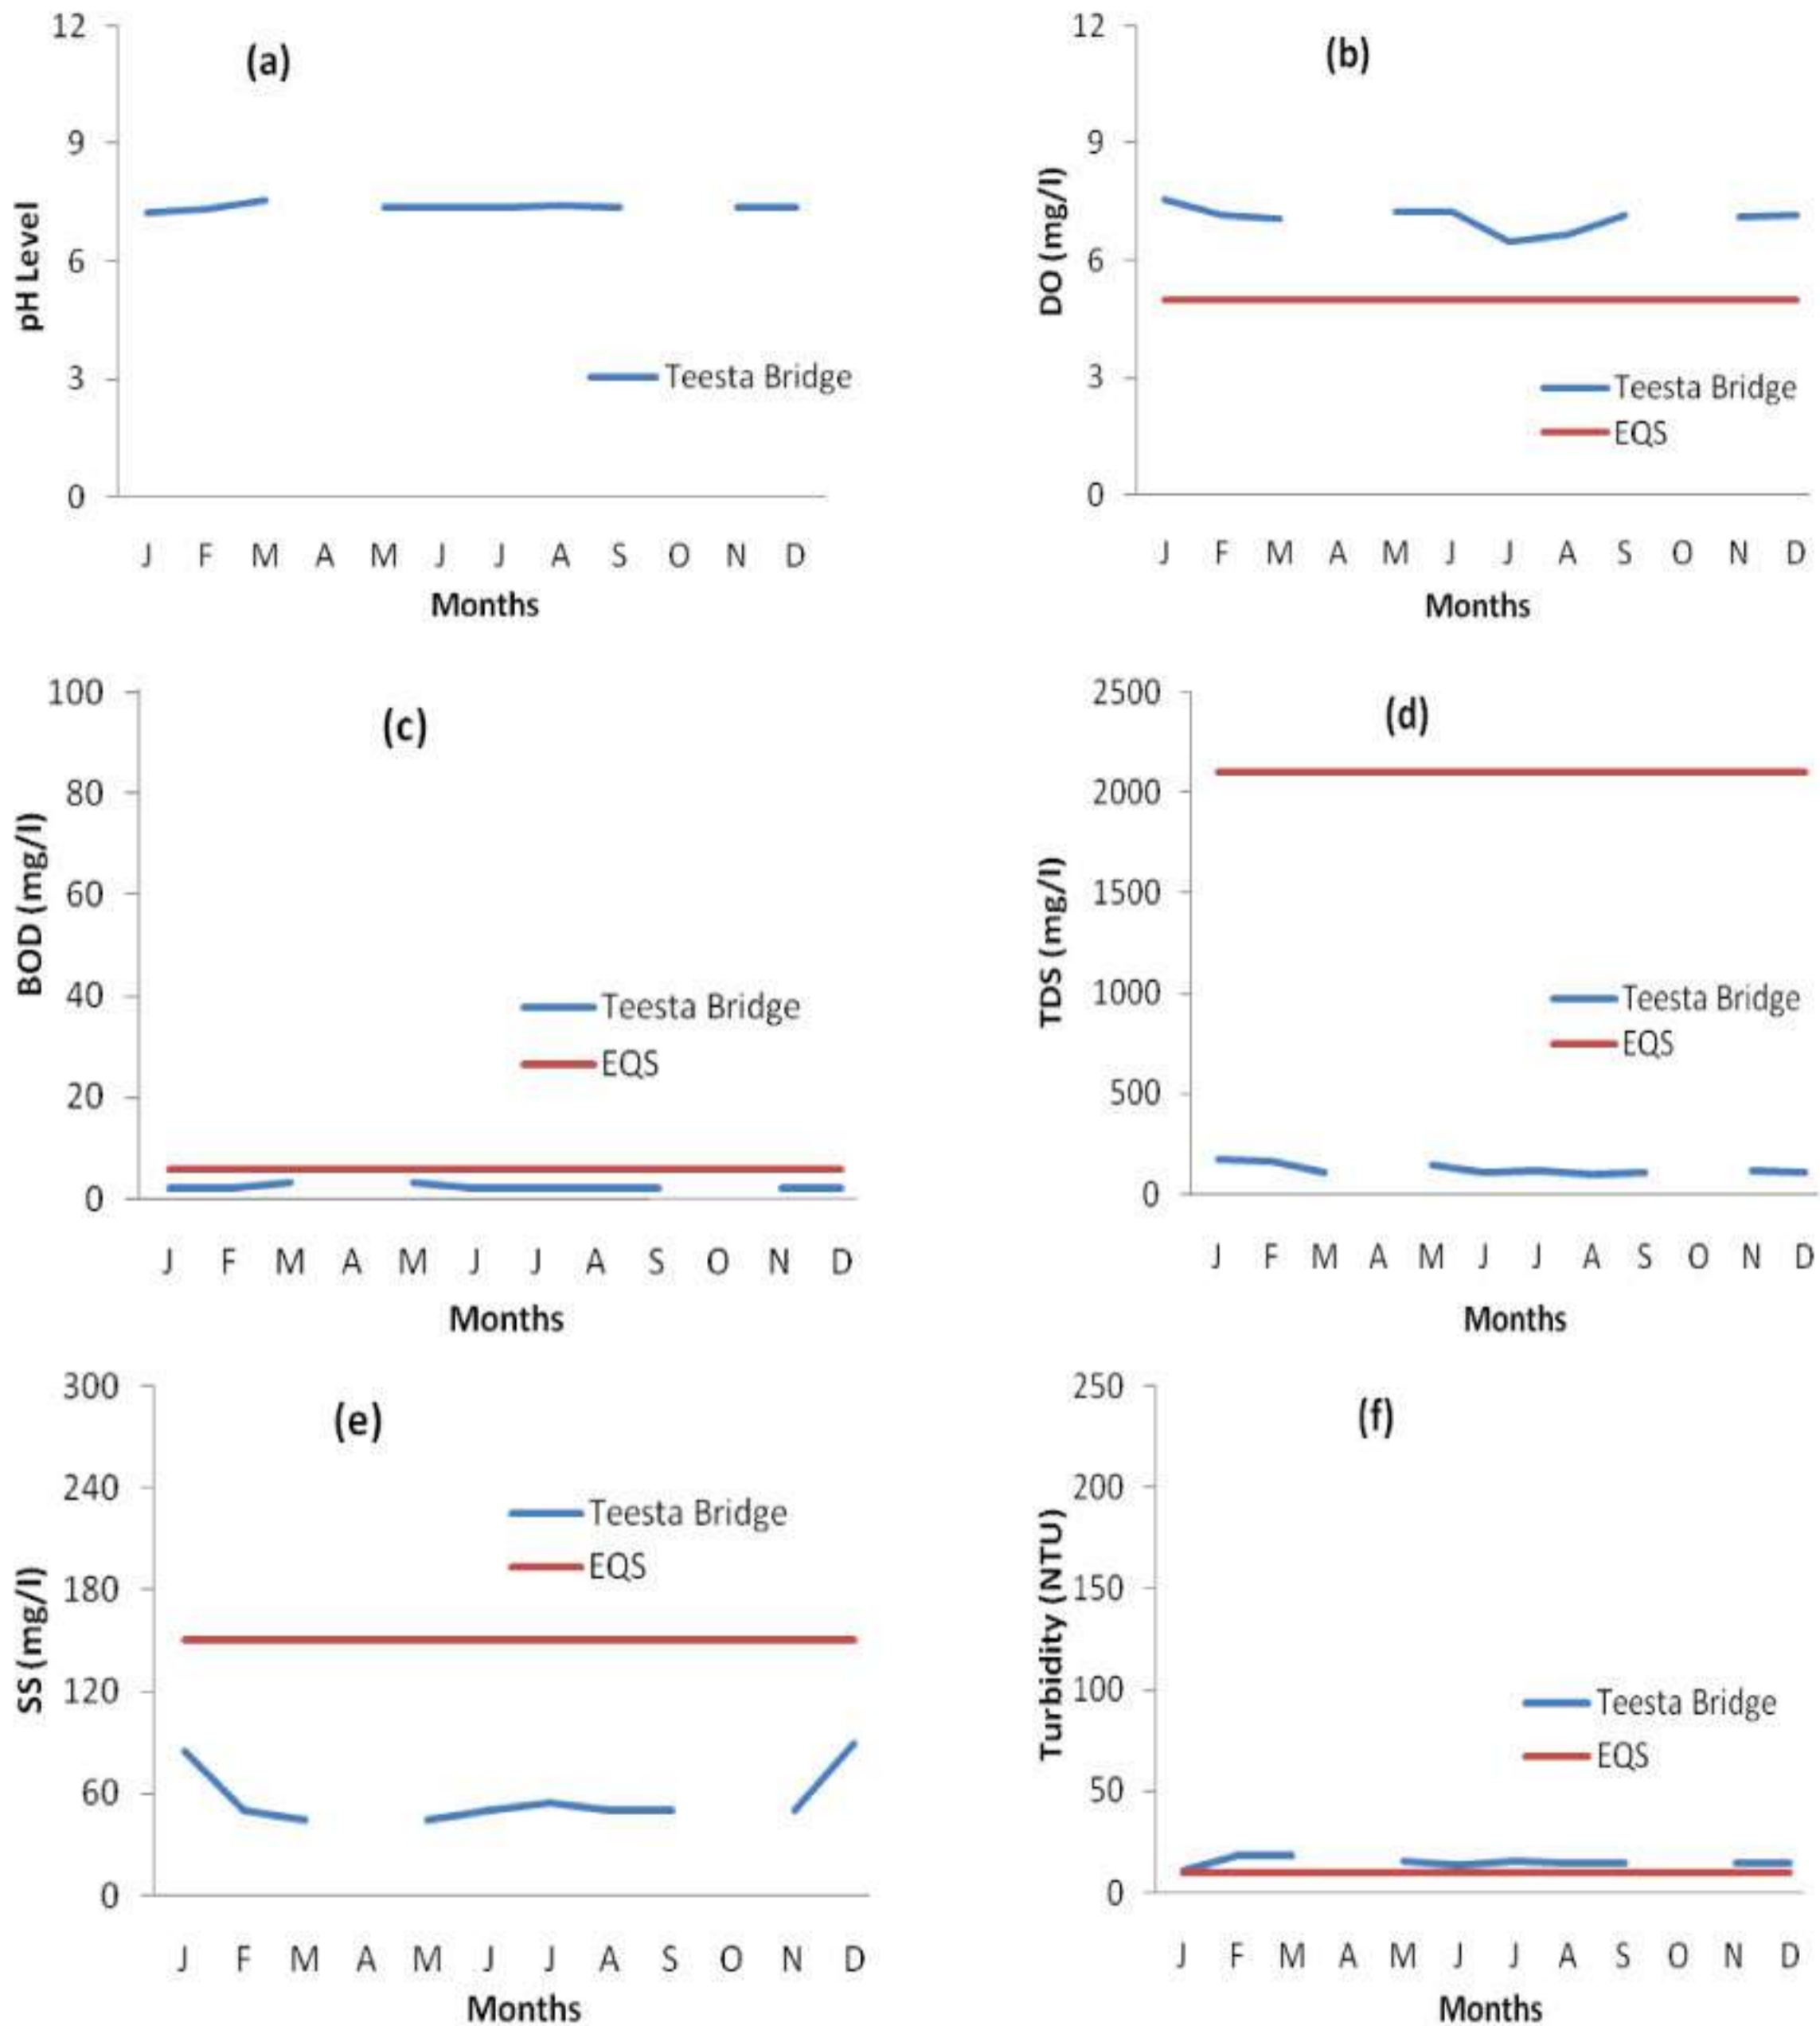 (a)
12
9
6
3
0
pH Level
Teesta Bridge
J F M A M J J A S O N D
Months
(b)
12
9
6
3
0
DO (mg/l)
Teesta Bridge
EQS
J F M A M J J A S O N D
Months
(c)
100
80
60
40
20
0
BOD (mg/l)
Teesta Bridge
EQS
J F M A M J J A S O N D
Months
(d)
2500
2000
1500
1000
500
0
TDS (mg/l)
Teesta Bridge
EQS
J F M A M J J A S O N D
Months
(e)
300
240
180
120
60
0
SS (mg/l)
Teesta Bridge
EQS
J F M A M J J A S O N D
Months
(f)
250
200
150
100
50
0
Turbidity (NTU)
Teesta Bridge
EQS
J F M A M J J A S O N D
Months